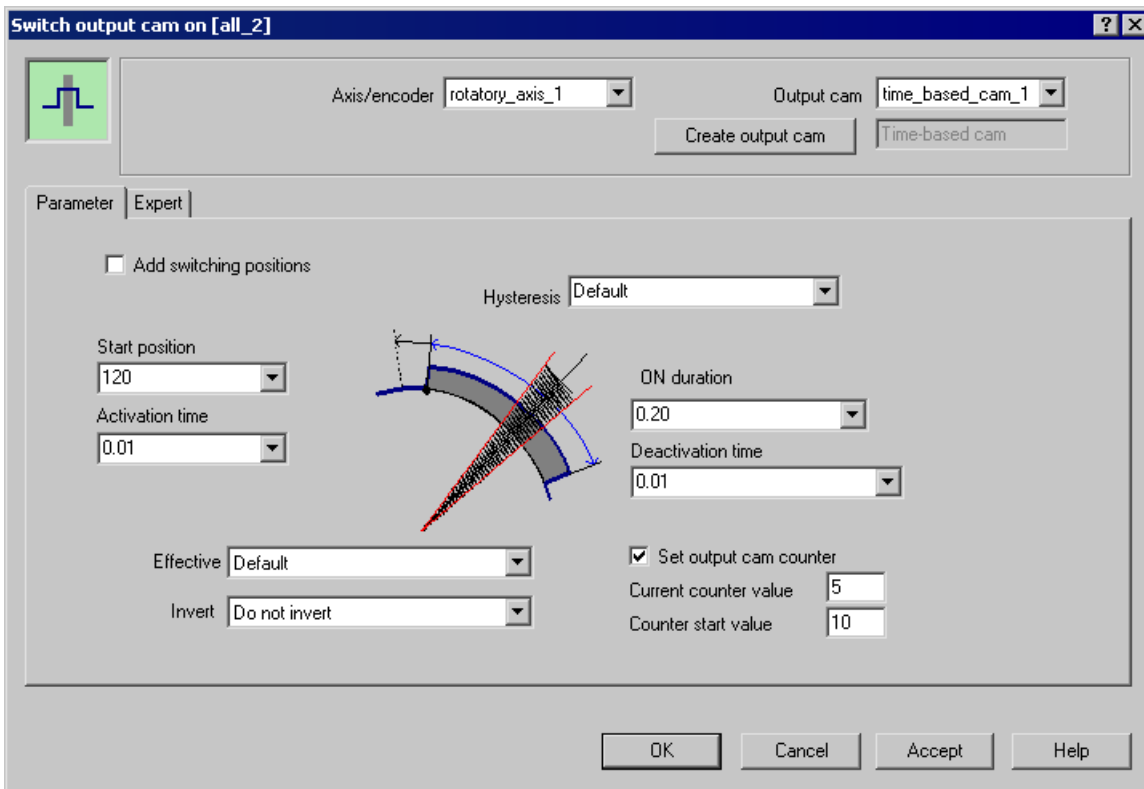 Switch output cam on [all_2]
Axis/encoder rotatory_axis_1 Output cam time_based_cam_1
Create output cam Time-based cam
Parameter Expert
Add switching positions
Hysteresis Default
Start position
120
ON duration
0.20
Activation time
0.01
Deactivation time
0.01
Effective Default
Invert Do not invert
Set output cam counter
Current counter value 5
Counter start value 10
OK Cancel Accept Help